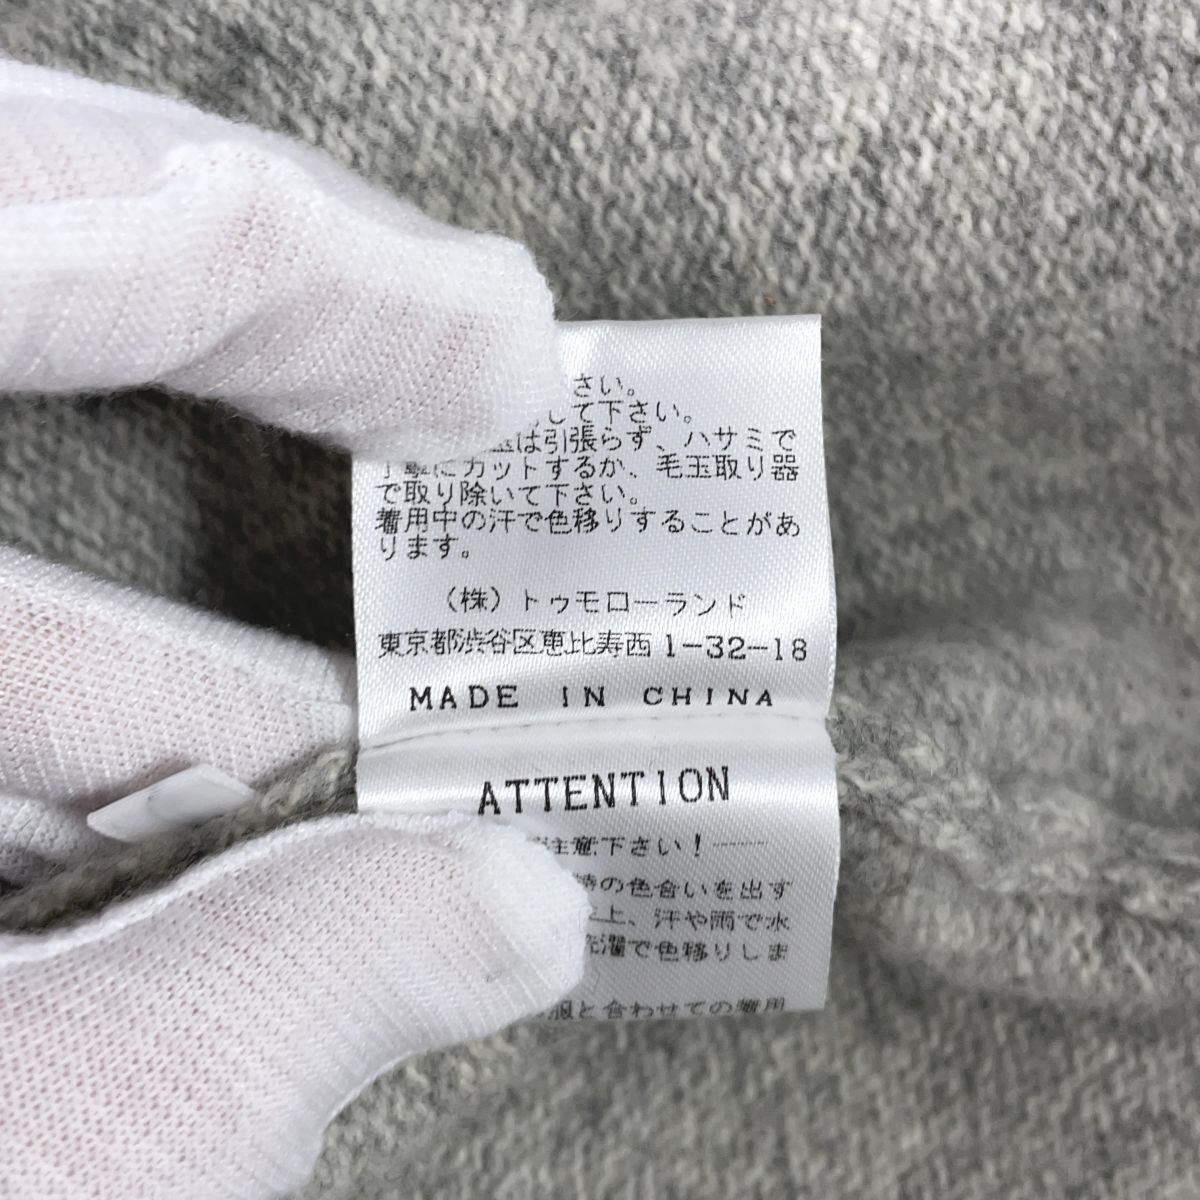 さい。
して下さい。
は引張らず、ハサミで
丁寧にカットするか、毛玉取り器
で取り除いて下さい。
着用中の汗で色移りすることがあ
ります。
（株）トゥモローランド
東京都渋谷区恵比寿西1-32-18
MADE IN CHINA
ATTENTION
注意下さい！
の色合いを出す
上、汗や雨で水
洗濯で色移りしま
服と合わせての着用